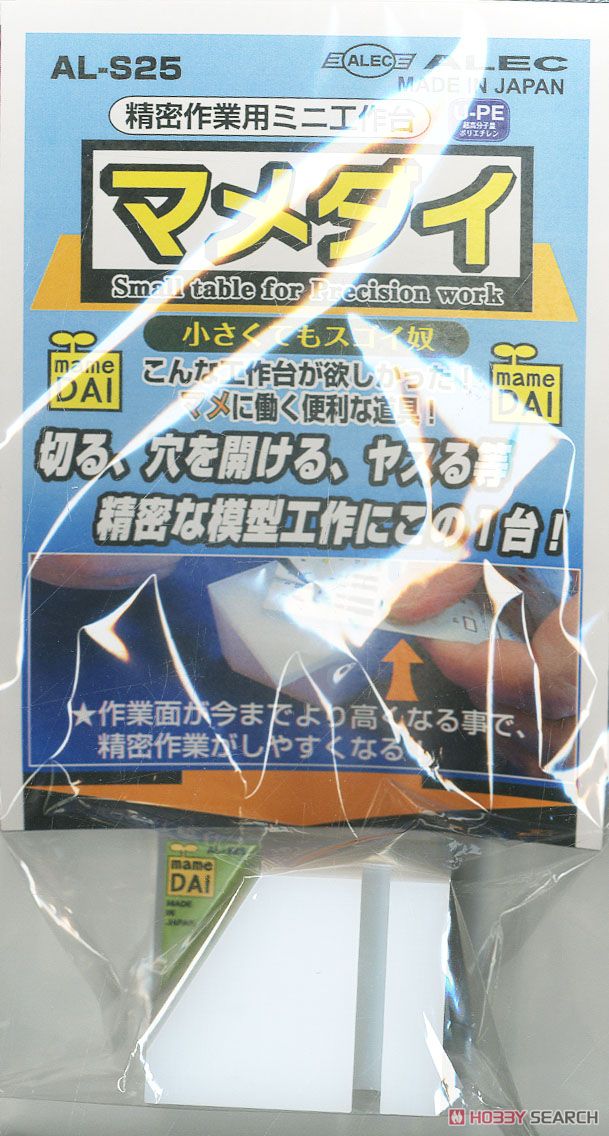 AL-S25
ALEC
ALEC
MADE IN JAPAN
精密作業用ミニ工作台
U-PE
超高分子量
ポリエチレン
マメダイ
Small table for Precision work
小さくてもスゴイ奴
mame
DAI
こんな工作台が欲しかった！
マメに働く便利な道具！
mame
DAI
切る、穴を開ける、ヤスる等
精密な模型工作にこの1台！
★作業面が今までより高くなる事で、
精密作業がしやすくなる
AL-S25
mame
DAI
MADE
IN
JAPAN
HOBBY SEARCH